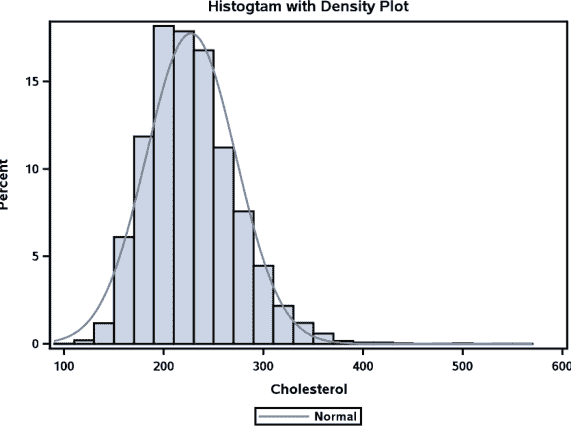 Histogtam with Density Plot
15
10
5
0
Percent
100 200 300 400 500 600
Cholesterol
Normal